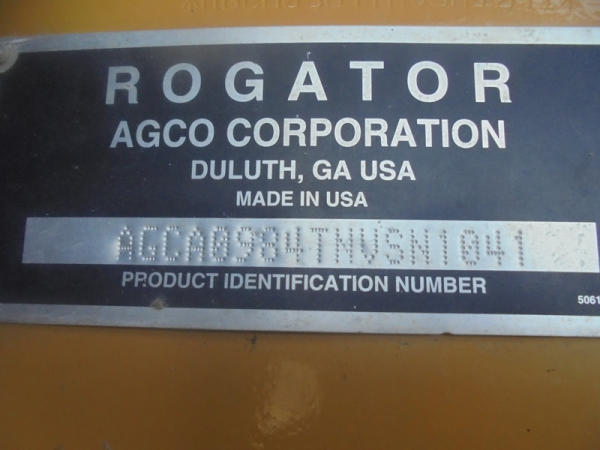 ROGATOR
AGCO CORPORATION
DULUTH, GA USA
MADE IN USA
AGCA0984TNVSN1041
PRODUCT IDENTIFICATION NUMBER
5061